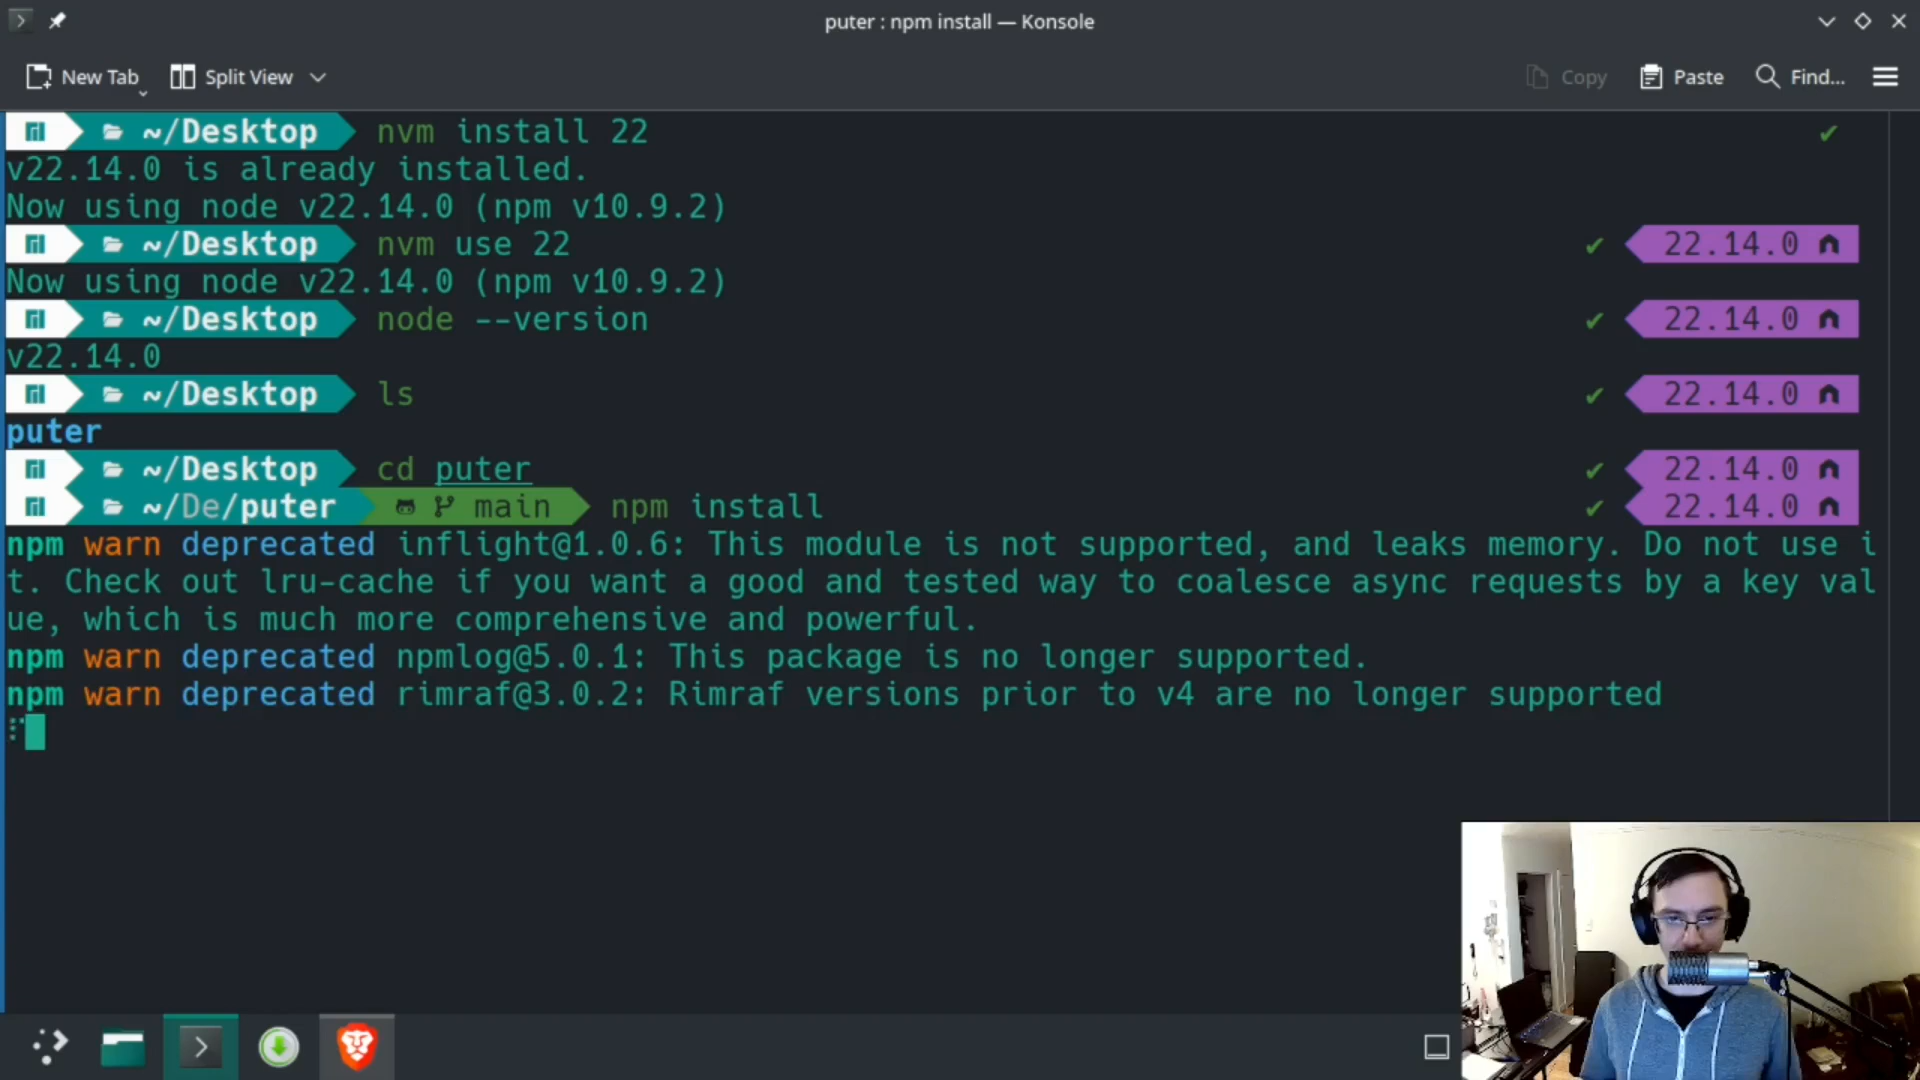 puter : npm install — Konsole
New Tab Split View Copy Paste Find...
~/Desktop nvm install 22 ✔
v22.14.0 is already installed.
Now using node v22.14.0 (npm v10.9.2)
~/Desktop nvm use 22 ✔ 22.14.0
Now using node v22.14.0 (npm v10.9.2)
~/Desktop node --version ✔ 22.14.0
v22.14.0
~/Desktop ls ✔ 22.14.0
puter
~/Desktop cd puter ✔ 22.14.0
~/De/puter main npm install ✔ 22.14.0
npm warn deprecated inflight@1.0.6: This module is not supported, and leaks memory. Do not use i
t. Check out lru-cache if you want a good and tested way to coalesce async requests by a key val
ue, which is much more comprehensive and powerful.
npm warn deprecated npmlog@5.0.1: This package is no longer supported.
npm warn deprecated rimraf@3.0.2: Rimraf versions prior to v4 are no longer supported